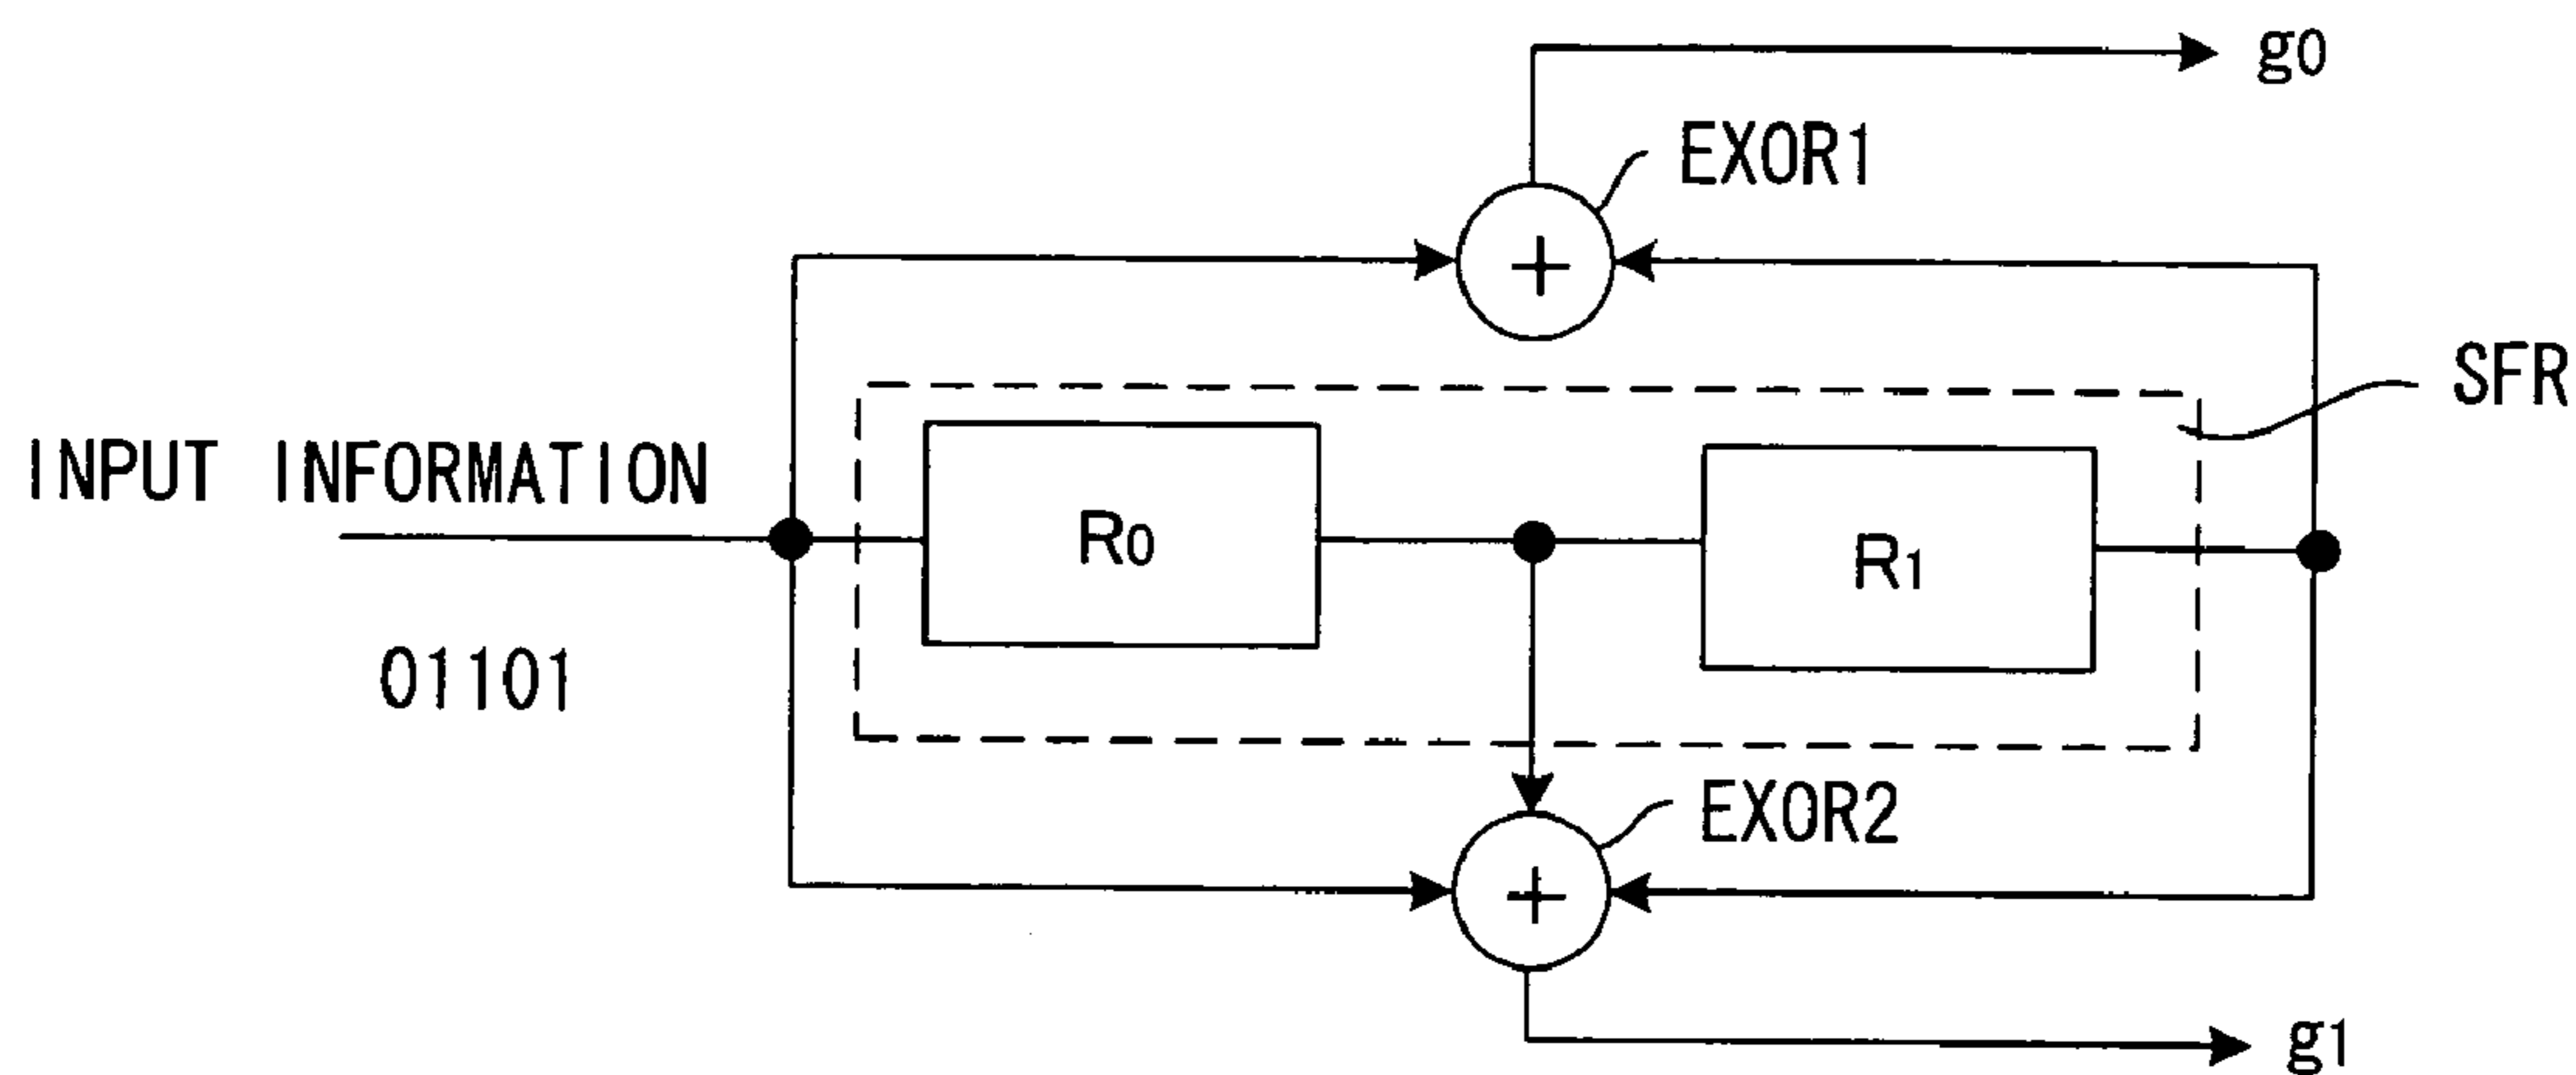 g0
EXOR1
SFR
INPUT INFORMATION
R0
R1
01101
EXOR2
g1